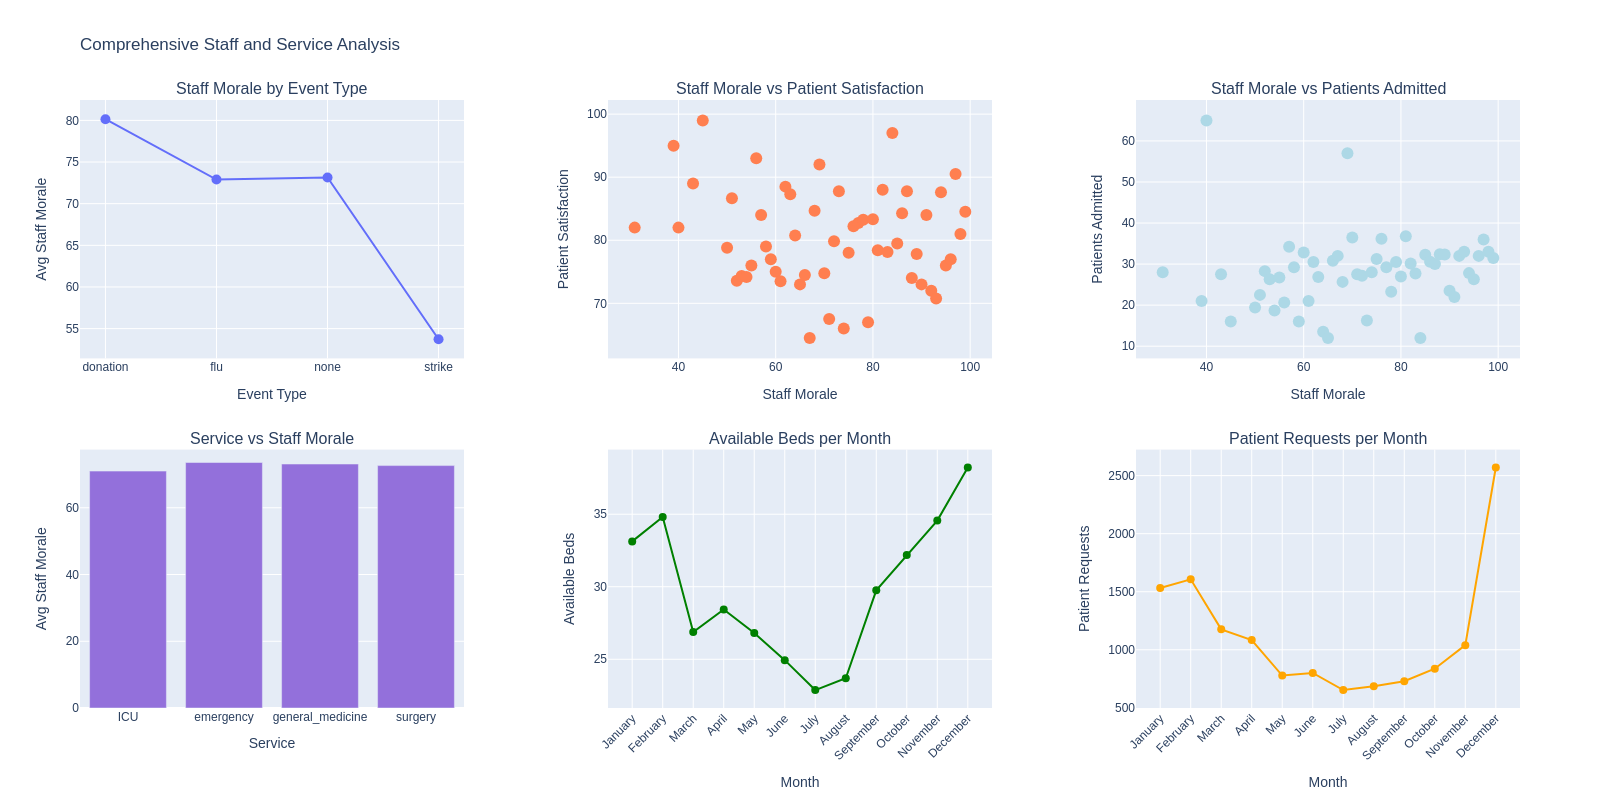 Comprehensive Staff and Service Analysis
Staff Morale by Event Type
80
75
70
65
60
55
Avg Staff Morale
donation flu none strike
Event Type
Staff Morale vs Patient Satisfaction
100
90
80
70
Patient Satisfaction
40 60 80 100
Staff Morale
Staff Morale vs Patients Admitted
60
50
40
30
20
10
Patients Admitted
40 60 80 100
Staff Morale
Service vs Staff Morale
60
40
20
0
Avg Staff Morale
ICU emergency general_medicine surgery
Service
Available Beds per Month
35
30
25
Available Beds
January February March April May June July August September October November December
Month
Patient Requests per Month
2500
2000
1500
1000
500
Patient Requests
January February March April May June July August September October November December
Month